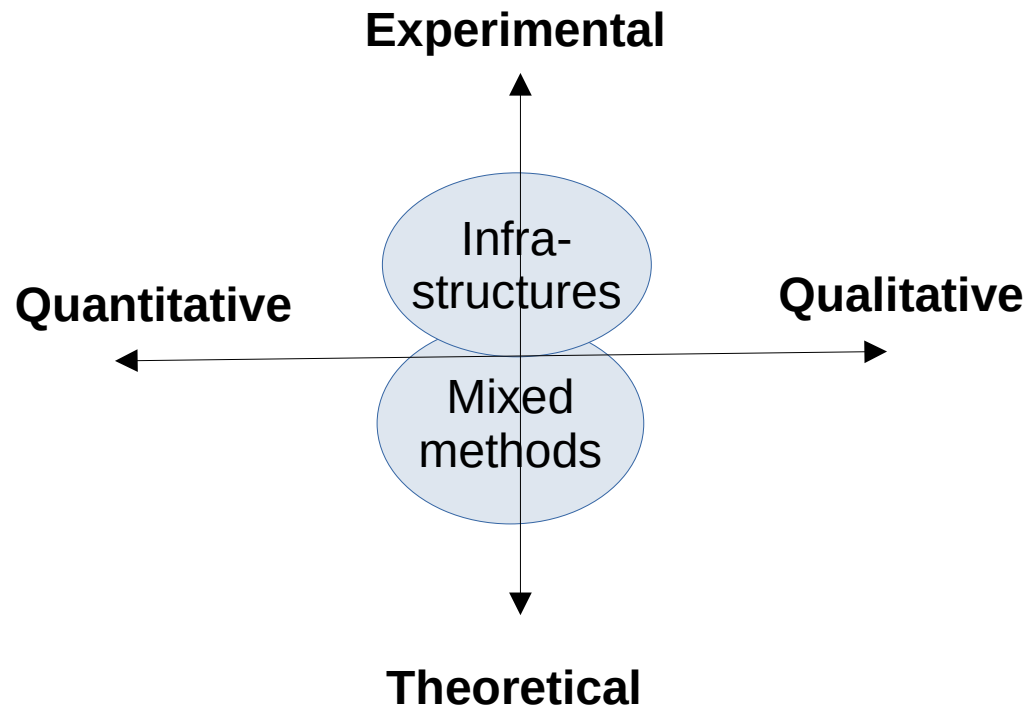 Experimental
Infra-
structures
Quantitative
Qualitative
Mixed
methods
Theoretical